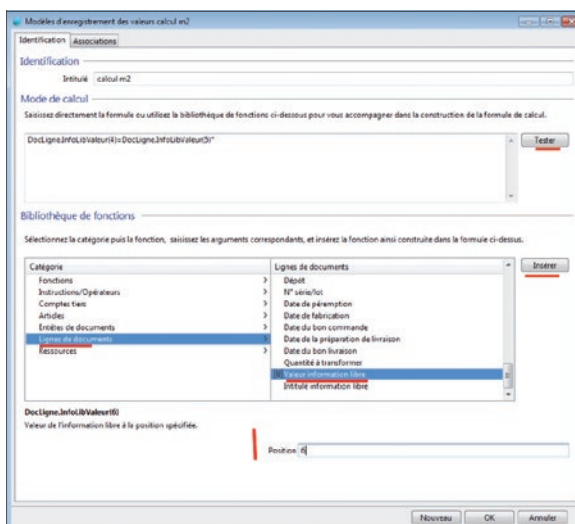 Modèles d'enregistrement des valeurs calcul m2
Identification Associations
Identification
Intitulé calcul m2
Mode de calcul
Saisissez directement la formule ou utilisez la bibliothèque de fonctions ci-dessous pour vous accompagner dans la construction de la formule de calcul.
DocLigne.InfoLibValeur(4)=DocLigne.InfoLibValeur(5)*
Tester
Bibliothèque de fonctions
Sélectionnez la catégorie puis la fonction, saisissez les arguments correspondants, et insérez la fonction ainsi construite dans la formule ci-dessus.
Catégorie Lignes de documents Insérer
Fonctions > Dépôt
Instructions/Opérateurs > N° série/lot
Comptes tiers > Date de péremption
Articles > Date de fabrication
Entêtes de documents > Date du bon commande
Lignes de documents > Date de la préparation de livraison
Ressources > Date du bon livraison
Quantité à transformer
Valeur information libre
Intitulé information libre
DocLigne.InfoLibValeur(6)
Valeur de l'information libre à la position spécifiée.
Position 6
Nouveau OK Annuler